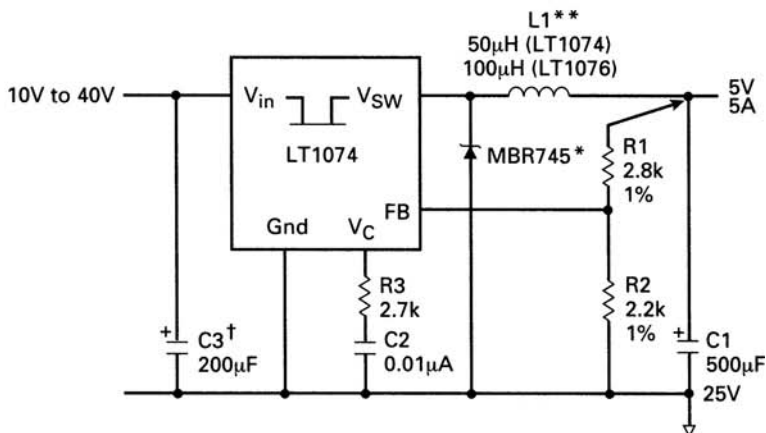 L1**
50μH (LT1074)
100μH (LT1076)
10V to 40V
Vin
VSW
5V
5A
LT1074
MBR745*
R1
2.8k
1%
FB
Gnd
VC
R3
2.7k
R2
2.2k
1%
+
C3†
200μF
C2
0.01μA
+
C1
500μF
25V